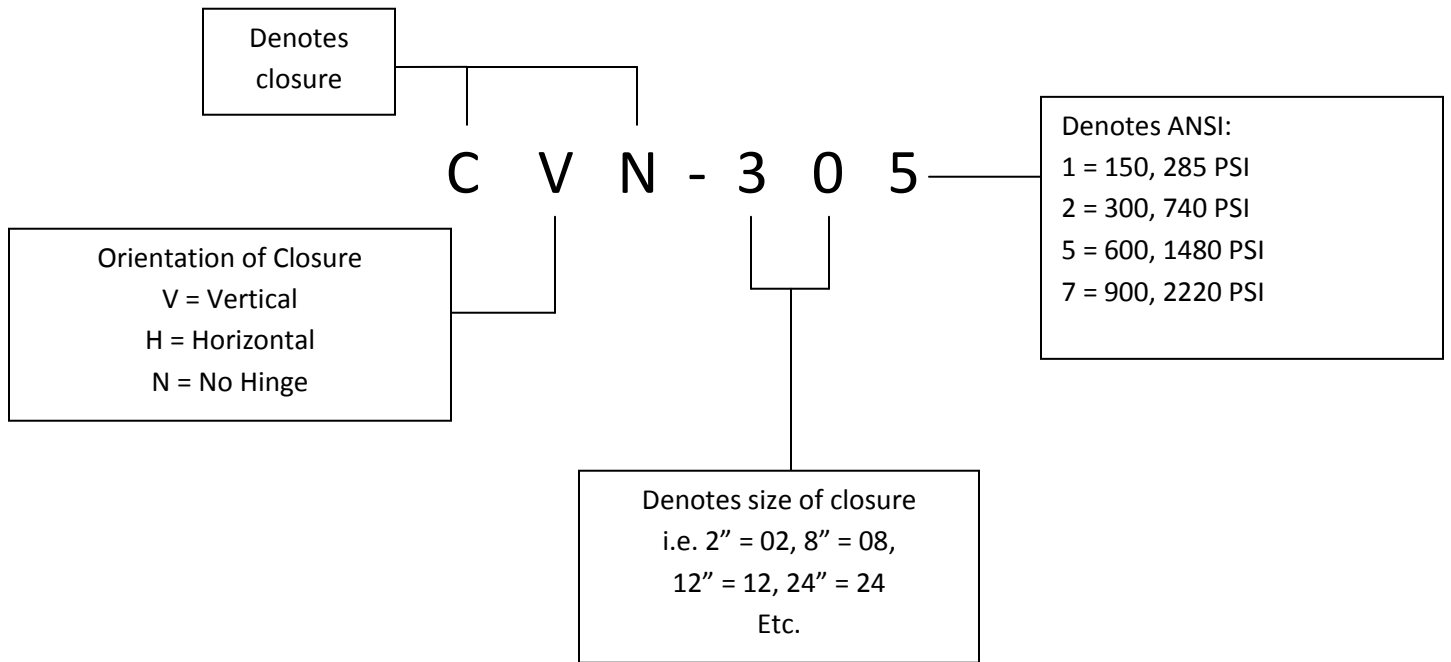 Denotes
closure
C V N - 3 0 5
Denotes ANSI:
1 = 150, 285 PSI
2 = 300, 740 PSI
5 = 600, 1480 PSI
7 = 900, 2220 PSI
Orientation of Closure
V = Vertical
H = Horizontal
N = No Hinge
Denotes size of closure
i.e. 2” = 02, 8” = 08,
12” = 12, 24” = 24
Etc.